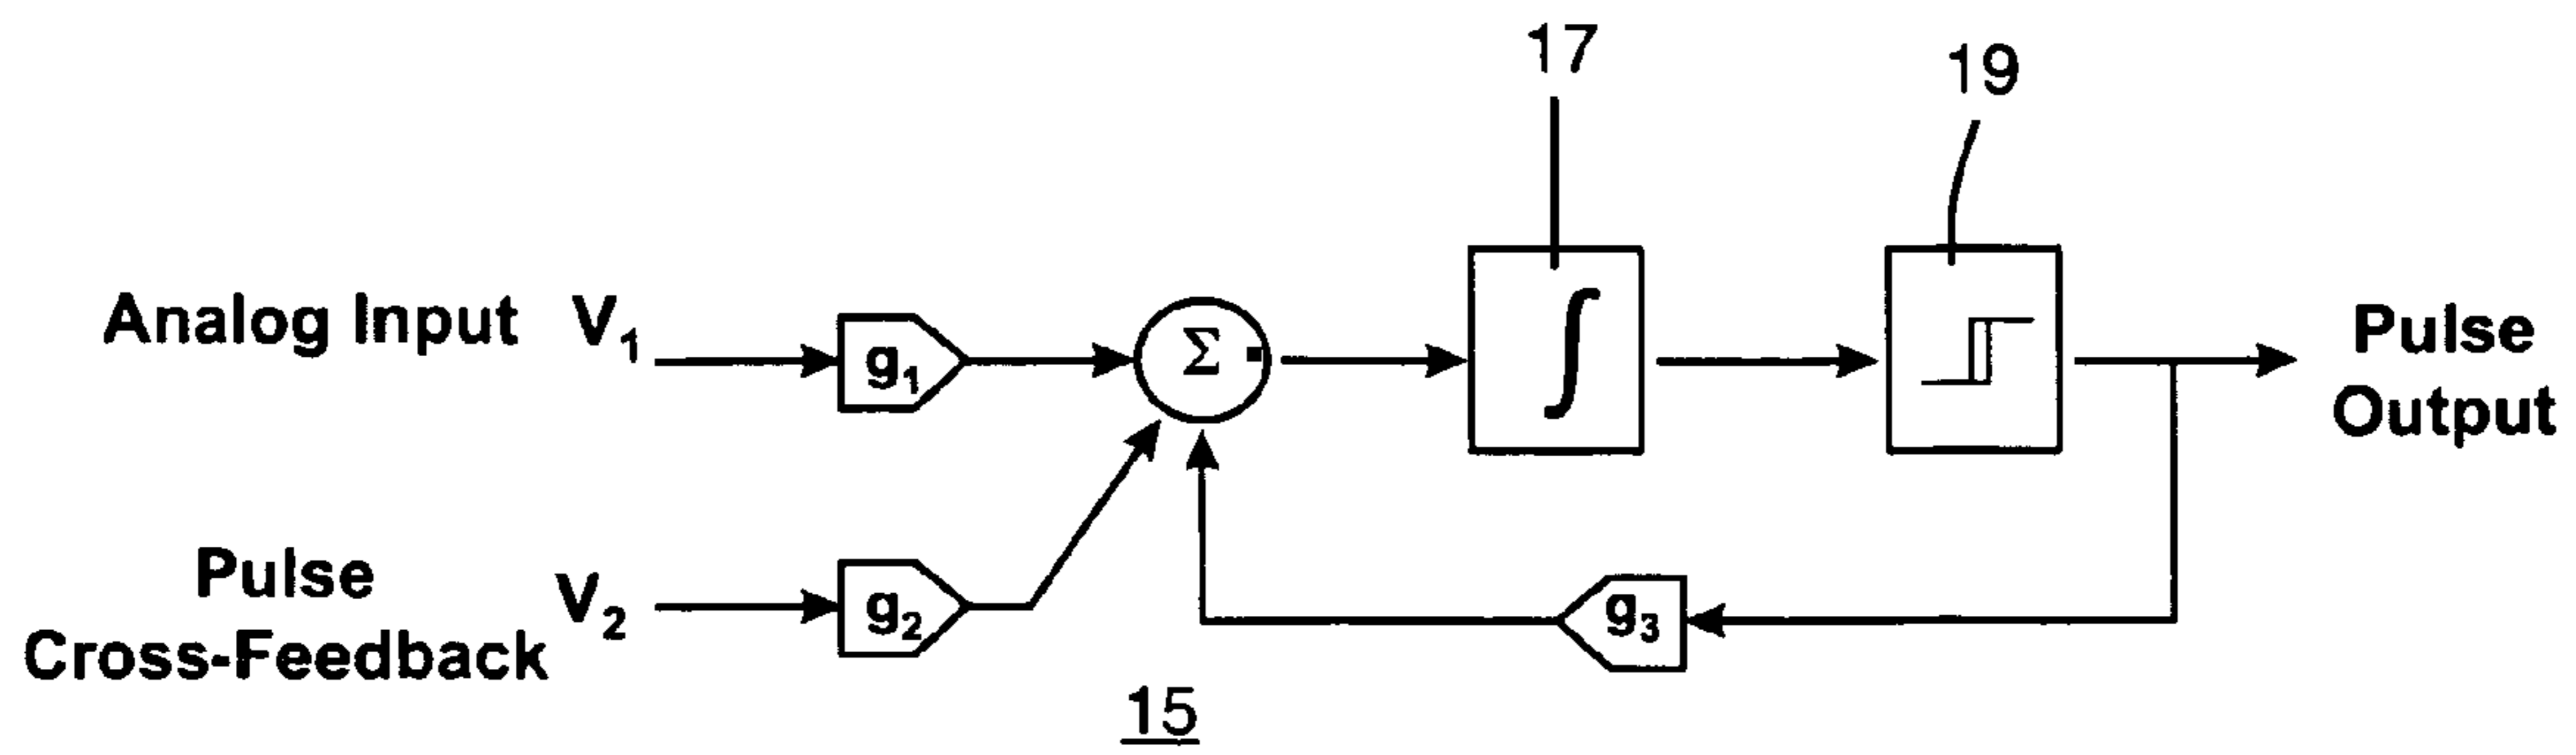 17
19
Analog Input V₁
g₁
Σ
∫
Pulse
Output
Pulse
Cross-Feedback
V₂
g₂
g₃
15